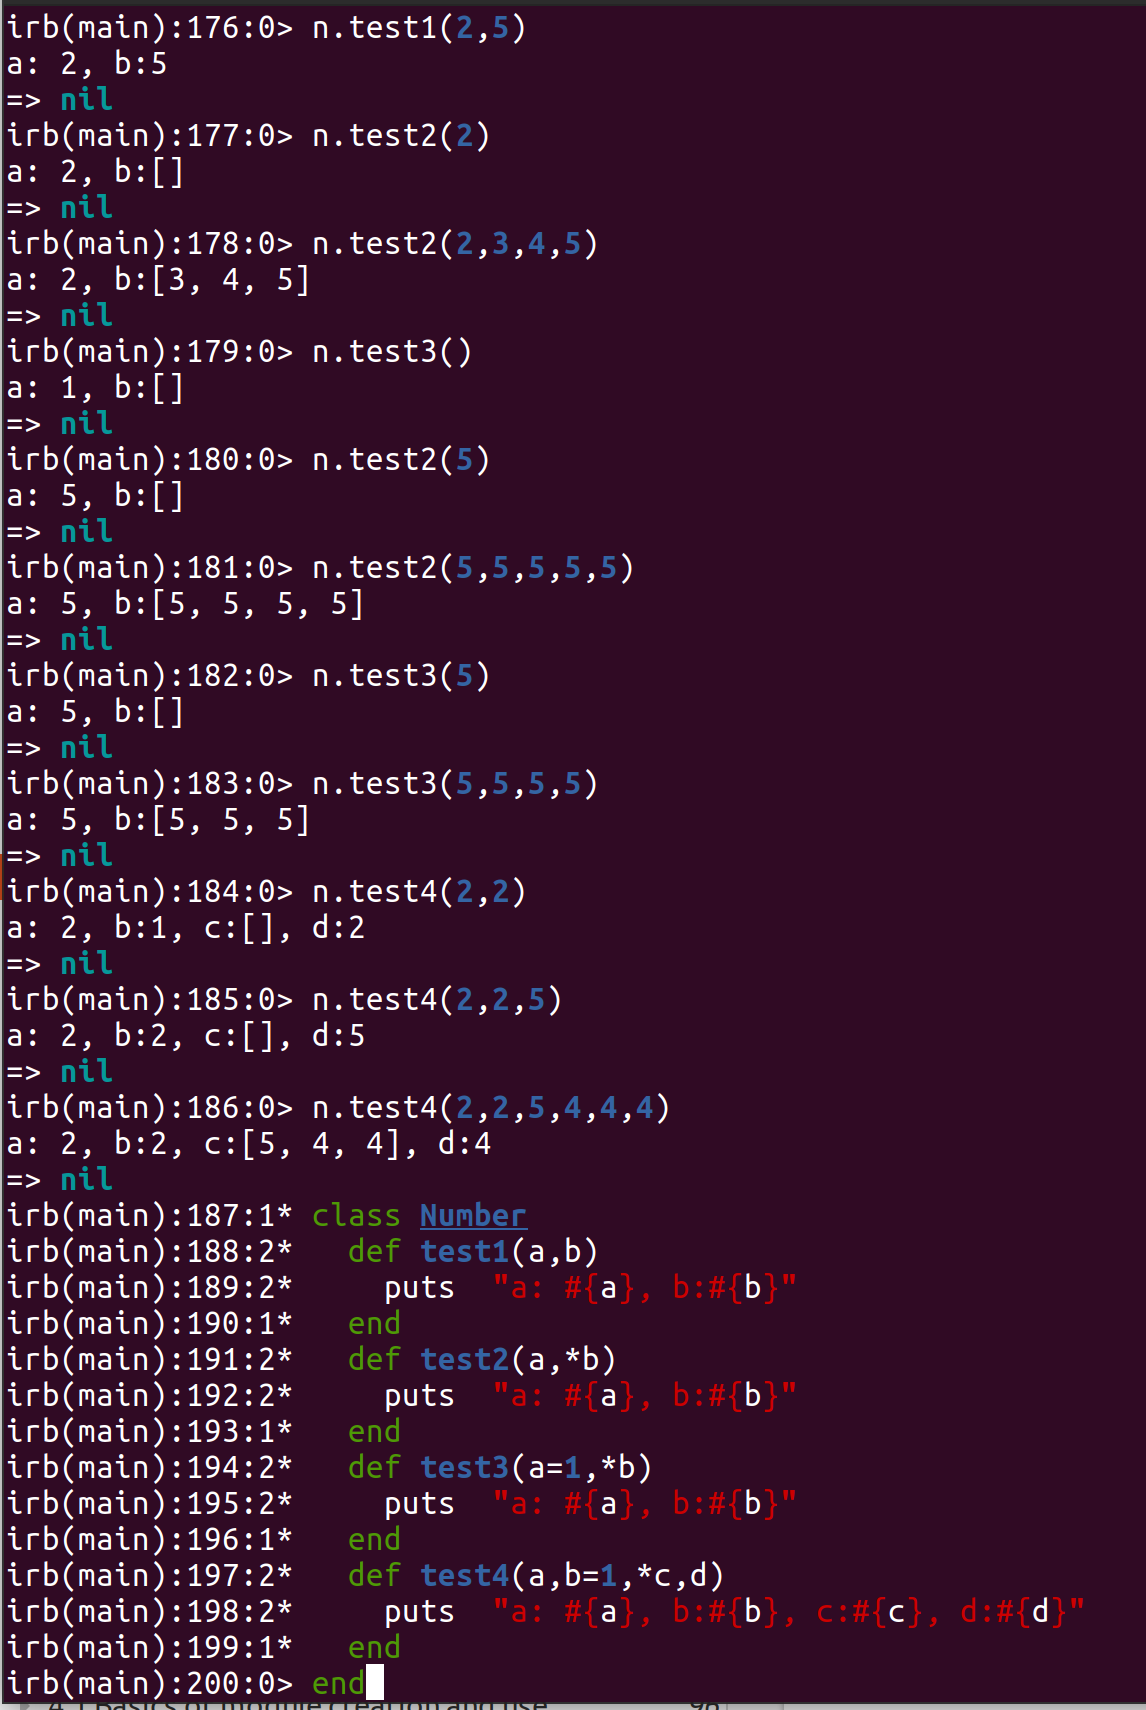 irb(main):176:0> n.test1(2,5)
a: 2, b:5
=> nil
irb(main):177:0> n.test2(2)
a: 2, b:[]
=> nil
irb(main):178:0> n.test2(2,3,4,5)
a: 2, b:[3, 4, 5]
=> nil
irb(main):179:0> n.test3()
a: 1, b:[]
=> nil
irb(main):180:0> n.test2(5)
a: 5, b:[]
=> nil
irb(main):181:0> n.test2(5,5,5,5,5)
a: 5, b:[5, 5, 5, 5]
=> nil
irb(main):182:0> n.test3(5)
a: 5, b:[]
=> nil
irb(main):183:0> n.test3(5,5,5,5)
a: 5, b:[5, 5, 5]
=> nil
irb(main):184:0> n.test4(2,2)
a: 2, b:1, c:[], d:2
=> nil
irb(main):185:0> n.test4(2,2,5)
a: 2, b:2, c:[], d:5
=> nil
irb(main):186:0> n.test4(2,2,5,4,4,4)
a: 2, b:2, c:[5, 4, 4], d:4
=> nil
irb(main):187:1* class Number
irb(main):188:2*   def test1(a,b)
irb(main):189:2*     puts  "a: #{a}, b:#{b}"
irb(main):190:1*   end
irb(main):191:2*   def test2(a,*b)
irb(main):192:2*     puts  "a: #{a}, b:#{b}"
irb(main):193:1*   end
irb(main):194:2*   def test3(a=1,*b)
irb(main):195:2*     puts  "a: #{a}, b:#{b}"
irb(main):196:1*   end
irb(main):197:2*   def test4(a,b=1,*c,d)
irb(main):198:2*     puts  "a: #{a}, b:#{b}, c:#{c}, d:#{d}"
irb(main):199:1*   end
irb(main):200:0> end
Basics of module creation and use